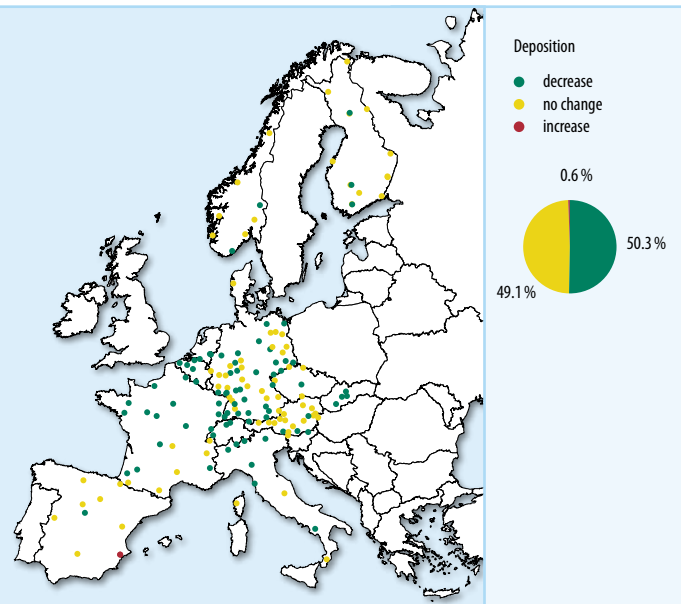 Deposition
decrease
no change
increase
0.6 %
50.3 %
49.1 %